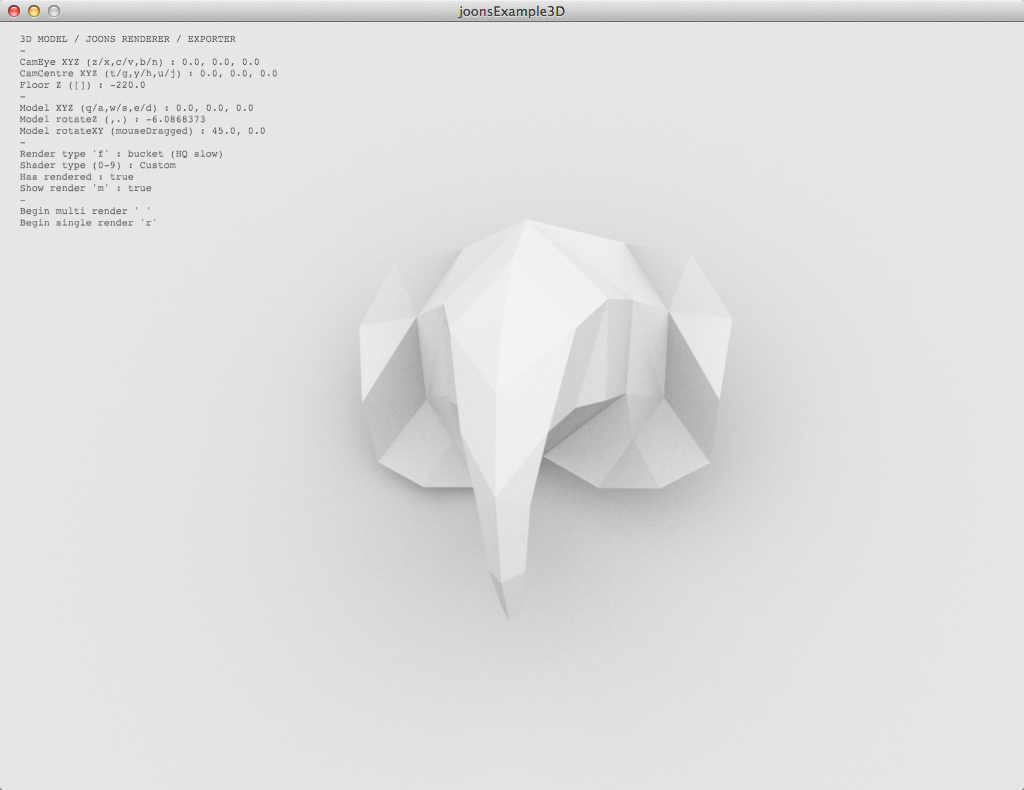 joonsExample3D
3D MODEL / JOONS RENDERER / EXPORTER
-
CamEye XYZ (z/x,c/v,b/n) : 0.0, 0.0, 0.0
CamCentre XYZ (t/g,y/h,u/j) : 0.0, 0.0, 0.0
Floor Z ([]) : -220.0
-
Model XYZ (q/a,w/s,e/d) : 0.0, 0.0, 0.0
Model rotateZ (,.) : -6.0868373
Model rotateXY (mouseDragged) : 45.0, 0.0
-
Render type 'f' : bucket (HQ slow)
Shader type (0-9) : Custom
Has rendered : true
Show render 'm' : true
-
Begin multi render ' '
Begin single render 'r'